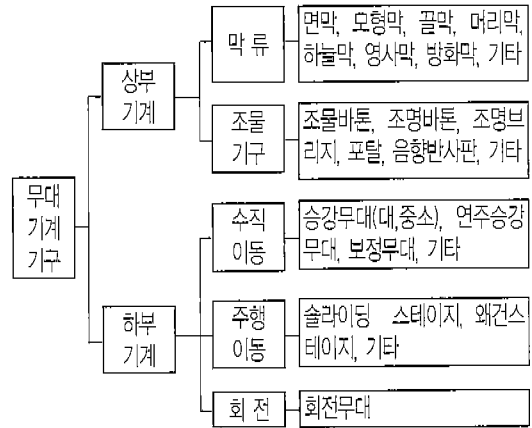 면막, 모형막, 끌막, 머리막,
하늘막, 영사막, 방화막, 기타
막 류
상부
기계
조물
기구
조물바톤, 조명바톤, 조명브
리지, 포탈, 음향반사판, 기타
무대
기계
기구
수직
이동
승강무대(대,중소), 연주승강
무대, 보정무대, 기타
하부
기계
주행
이동
슬라이딩 스테이지, 왜건스
테이지, 기타
회 전
회전무대